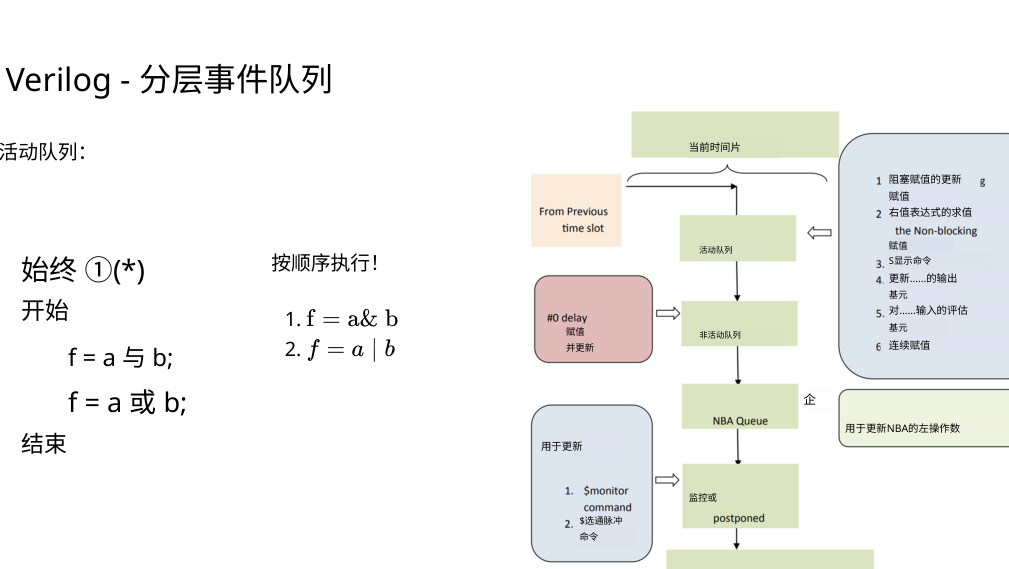 Verilog - 分层事件队列
活动队列：
始终 ①(*)
开始
f = a 与 b;
f = a 或 b;
结束
按顺序执行！
1. f = a& b
2. f = a | b
当前时间片
From Previous
time slot
活动队列
#0 delay
赋值
并更新
非活动队列
NBA Queue
企
用于更新
1. $monitor
command
2. $选通脉冲
命令
监控或
postponed
1 阻塞赋值的更新 g
赋值
2 右值表达式的求值
the Non-blocking
赋值
3. S显示命令
4. 更新......的输出
基元
5. 对......输入的评估
基元
6 连续赋值
用于更新NBA的左操作数